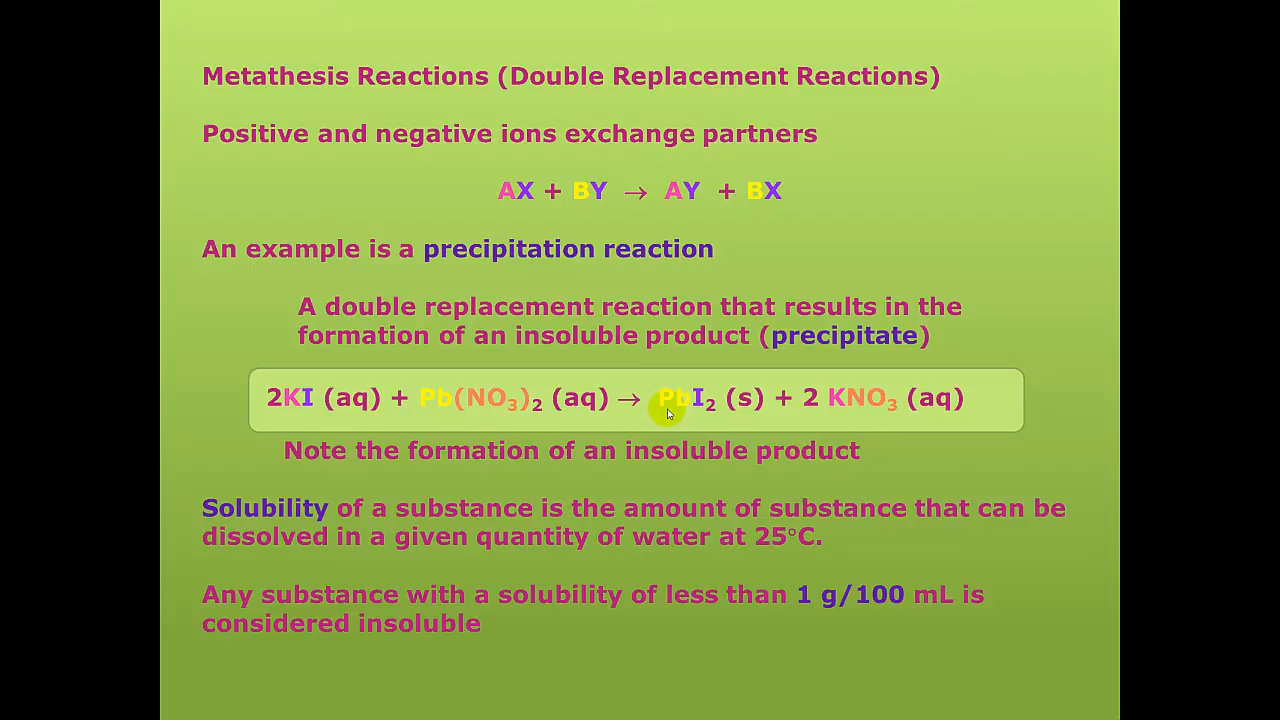 Metathesis Reactions (Double Replacement Reactions)
Positive and negative ions exchange partners
AX + BY → AY + BX
An example is a precipitation reaction
A double replacement reaction that results in the
formation of an insoluble product (precipitate)
2KI (aq) + Pb(NO₃)₂ (aq) → PbI₂ (s) + 2 KNO₃ (aq)
Note the formation of an insoluble product
Solubility of a substance is the amount of substance that can be
dissolved in a given quantity of water at 25°C.
Any substance with a solubility of less than 1 g/100 mL is
considered insoluble